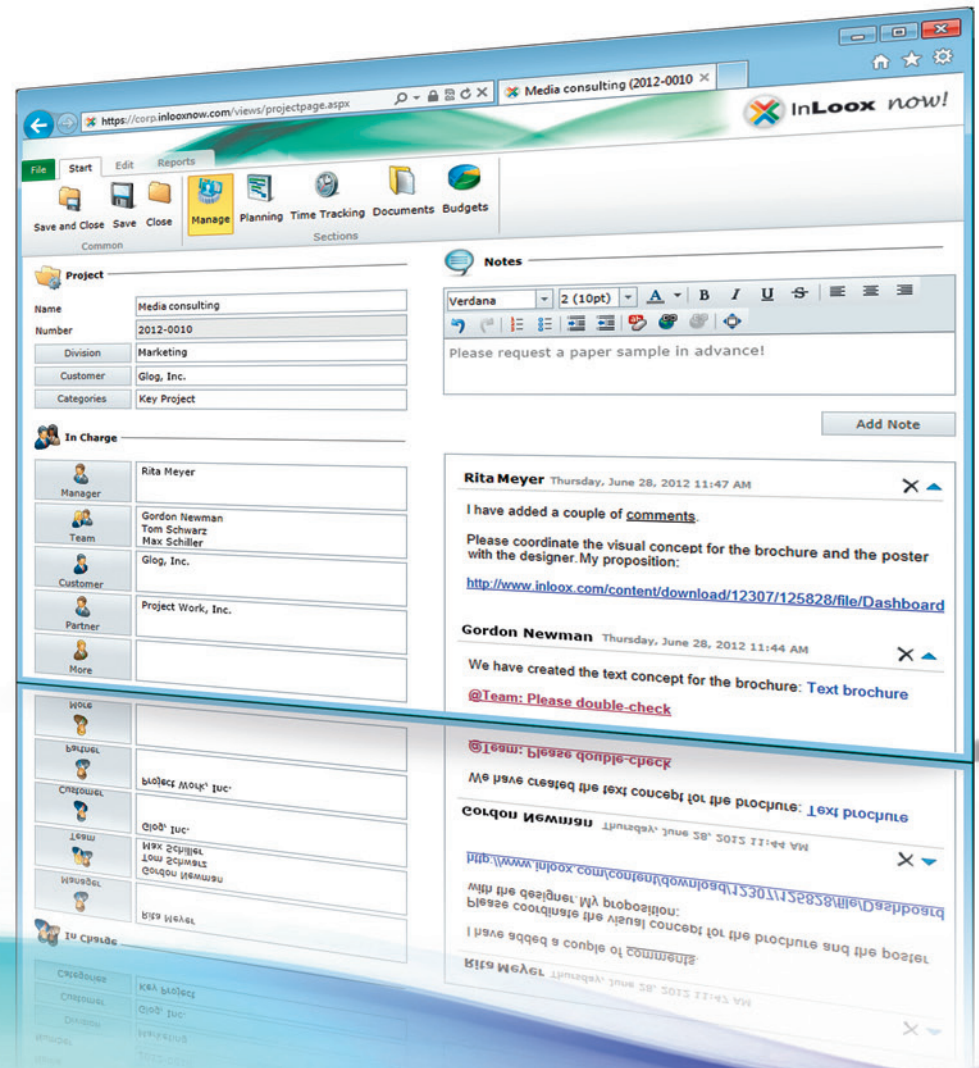 https://corp.inlooxnow.com/views/projectpage.aspx
Media consulting (2012-0010
InLoox now!
File Start Edit Reports
Save and Close Save Close
Common
Manage Planning Time Tracking Documents Budgets
Sections
Project
Name Media consulting
Number 2012-0010
Division Marketing
Customer Glog, Inc.
Categories Key Project
In Charge
Manager Rita Meyer
Team Gordon Newman
Tom Schwarz
Max Schiller
Customer Glog, Inc.
Partner Project Work, Inc.
More
Notes
Verdana 2 (10pt) A B I U S
Please request a paper sample in advance!
Add Note
Rita Meyer Thursday, June 28, 2012 11:47 AM
I have added a couple of comments.
Please coordinate the visual concept for the brochure and the poster
with the designer. My proposition:
http://www.inloox.com/content/download/12307/125828/file/Dashboard
Gordon Newman Thursday, June 28, 2012 11:44 AM
We have created the text concept for the brochure: Text brochure
@Team: Please double-check